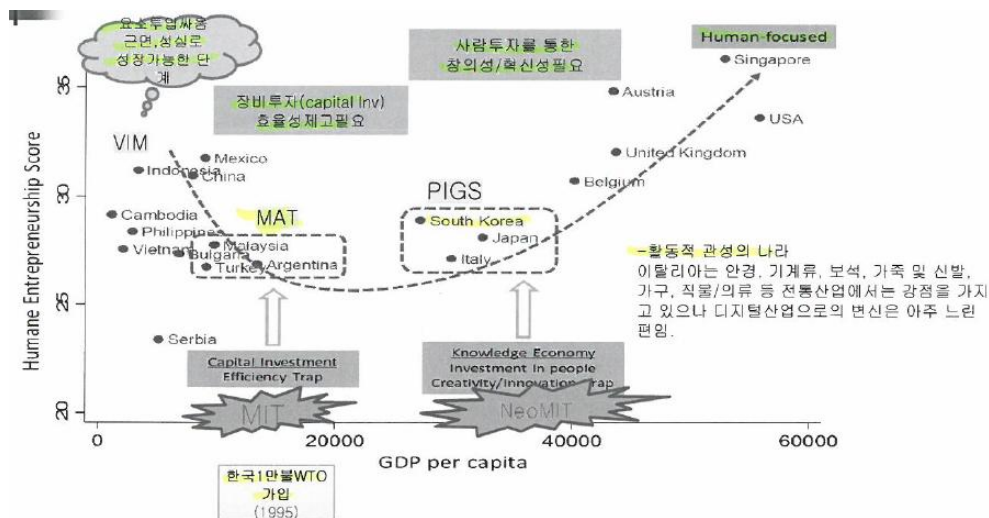 요소투입싸움
근면,성실로
성장가능한 단
계
장비투자(capital Inv)
효율성제고필요
사람투자를 통한
창의성/혁신성필요
Human-focused
Singapore
Austria
USA
United Kingdom
Belgium
VIM
Mexico
Indonesia
China
PIGS
MAT
Cambodia
South Korea
Philippines
Japan
Vietnam
Malaysia
Bulgaria
Italy
Turkey
Argentina
Serbia
-활동적 관성의 나라
이탈리아는 안경, 기계류, 보석, 가죽 및 신발,
가구, 직물/의류 등 전통산업에서는 강점을 가지
고 있으나 디지털산업으로의 변신은 아주 느린
편임.
Capital Investment
Efficiency Trap
MIT
Knowledge Economy
Investment in people
Creativity/Innovation Trap
NeoMIT
Humane Entrepreneurship Score
35
30
25
20
0
20000
40000
60000
GDP per capita
한국1만불WTO
가입
(1995)